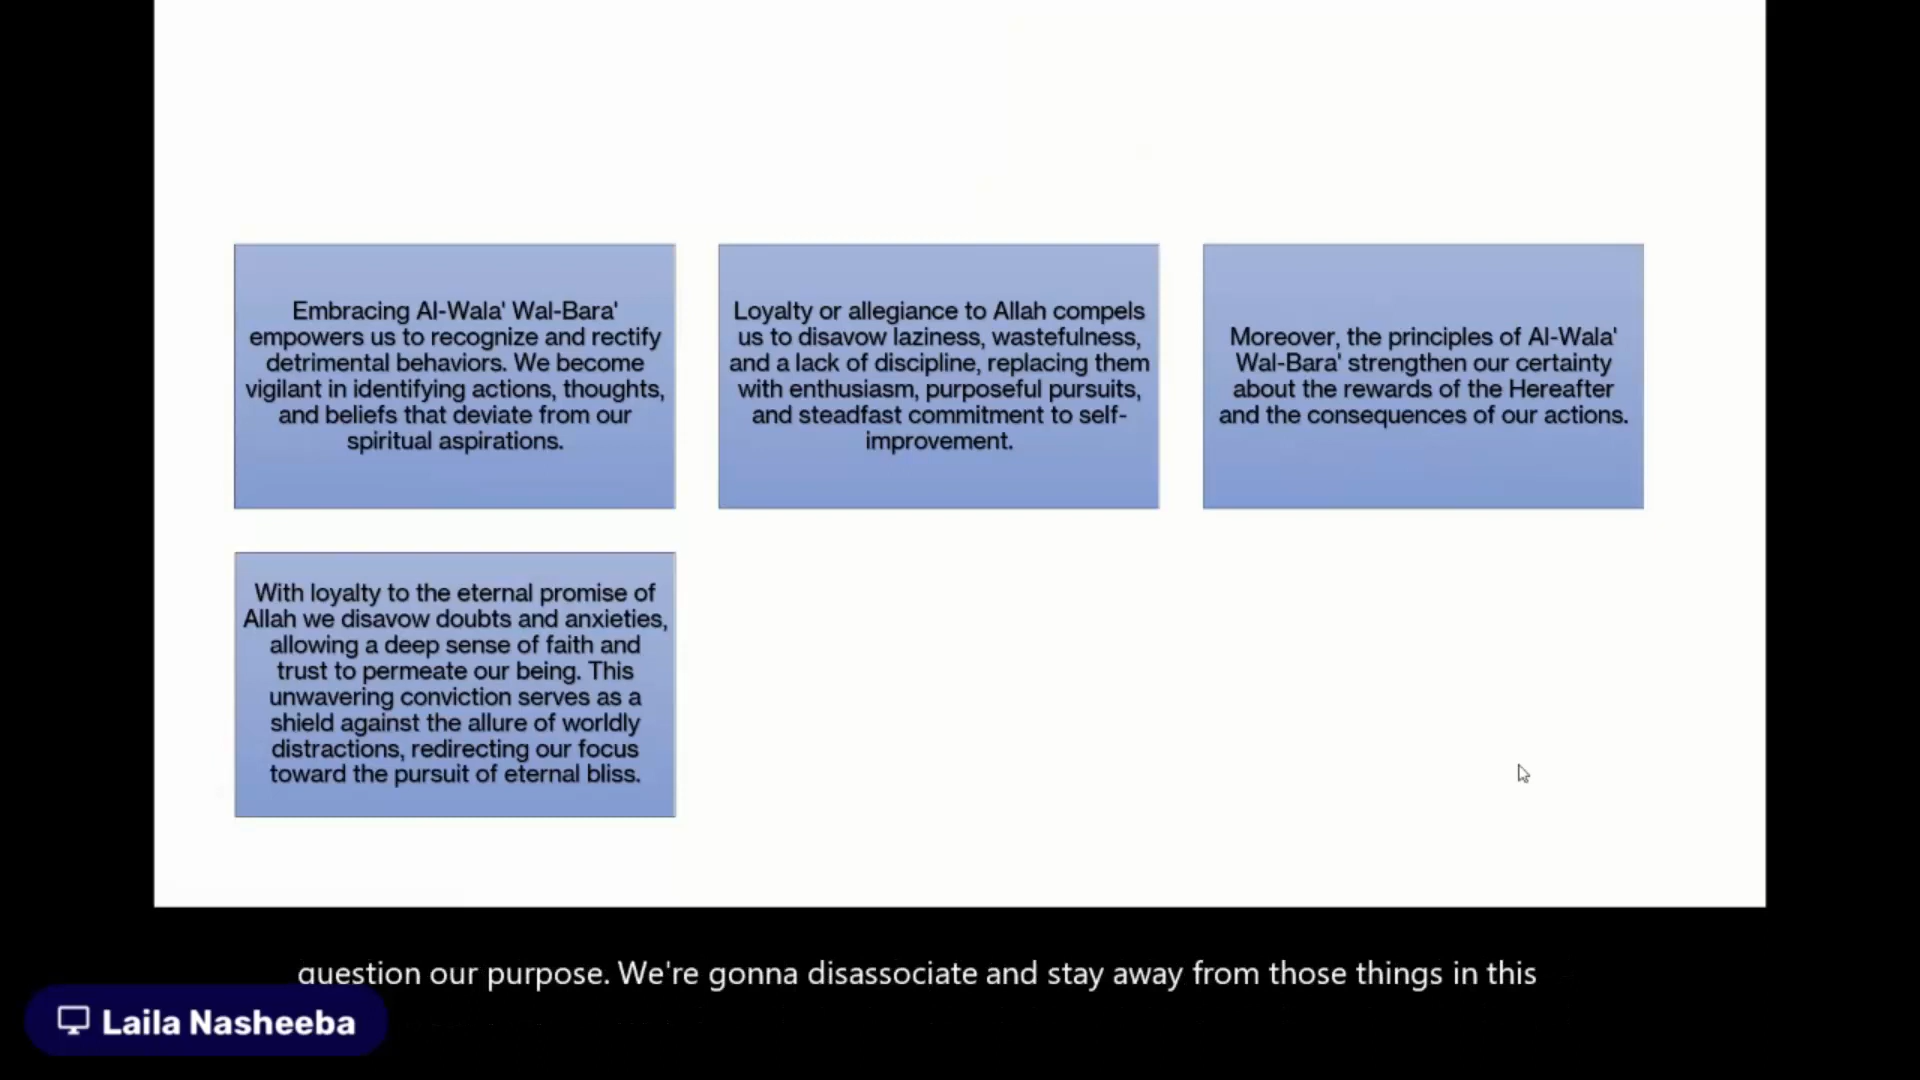 Embracing Al-Wala' Wal-Bara'
empowers us to recognize and rectify
detrimental behaviors. We become
vigilant in identifying actions, thoughts,
and beliefs that deviate from our
spiritual aspirations.
Loyalty or allegiance to Allah compels
us to disavow laziness, wastefulness,
and a lack of discipline, replacing them
with enthusiasm, purposeful pursuits,
and steadfast commitment to self-
improvement.
Moreover, the principles of Al-Wala'
Wal-Bara' strengthen our certainty
about the rewards of the Hereafter
and the consequences of our actions.
With loyalty to the eternal promise of
Allah we disavow doubts and anxieties,
allowing a deep sense of faith and
trust to permeate our being. This
unwavering conviction serves as a
shield against the allure of worldly
distractions, redirecting our focus
toward the pursuit of eternal bliss.
question our purpose. We're gonna disassociate and stay away from those things in this
Laila Nasheeba